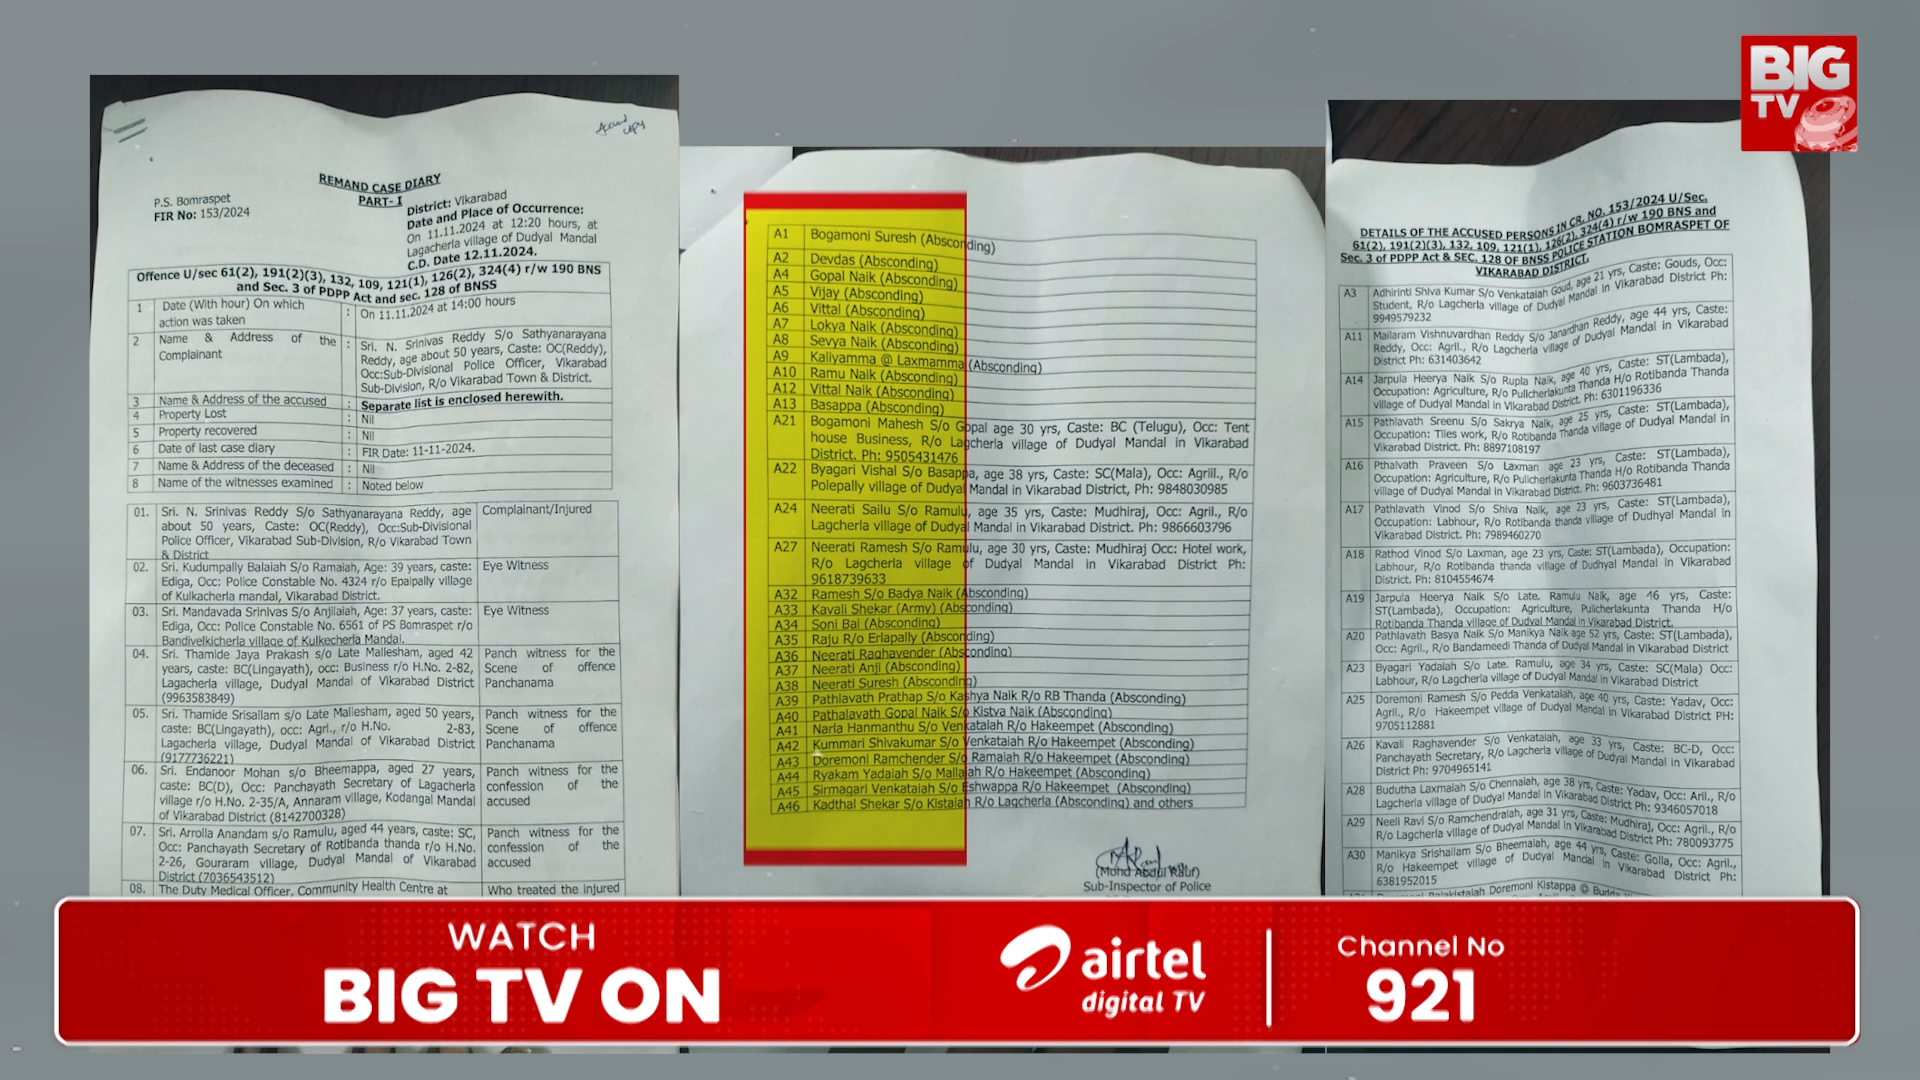 BIG
TV
REMAND CASE DIARY
PART- I
P.S. Bomraspet
FIR No: 153/2024
District: Vikarabad
Date and Place of Occurrence:
On 11.11.2024 at 12:20 hours, at
Lagacherla village of Dudyal Mandal
C.D. Date 12.11.2024.
Offence U/sec 61(2), 191(2)(3), 132, 109, 121(1), 126(2), 324(4) r/w 190 BNS
and Sec. 3 of PDPP Act and sec. 128 of BNSS
1 Date (With hour) On which : On 11.11.2024 at 14:00 hours
action was taken
2 Name & Address of the : Sri. N. Srinivas Reddy S/o Sathyanarayana
Complainant Reddy, age about 50 years, Caste: OC(Reddy),
Occ:Sub-Divisional Police Officer, Vikarabad
Sub-Division, R/o Vikarabad Town & District.
3 Name & Address of the accused : Separate list is enclosed herewith.
4 Property Lost : Nil
5 Property recovered : Nil
6 Date of last case diary : FIR Date: 11-11-2024.
7 Name & Address of the deceased : Nil
8 Name of the witnesses examined : Noted below
01. Sri. N. Srinivas Reddy S/o Sathyanarayana Reddy, age Complainant/Injured
about 50 years, Caste: OC(Reddy), Occ:Sub-Divisional
Police Officer, Vikarabad Sub-Division, R/o Vikarabad Town
& District
02. Sri. Kudumpally Balaiah S/o Ramaiah, Age: 39 years, caste: Eye Witness
Ediga, Occ: Police Constable No. 4324 r/o Epaipally village
of Kulkacherla mandal, Vikarabad District.
03. Sri. Mandavada Srinivas S/o Anjilaiah, Age: 37 years, caste: Eye Witness
Ediga, Occ: Police Constable No. 6561 of PS Bomraspet r/o
Bandivelkicherla village of Kulkecherla Mandal.
04. Sri. Thamide Jaya Prakash s/o Late Mallesham, aged 42 Panch witness for the
years, caste: BC(Lingayath), occ: Business r/o H.No. 2-82, Scene of offence
Lagacherla village, Dudyal Mandal of Vikarabad District Panchanama
(9963583849)
05. Sri. Thamide Srisailam s/o Late Mallesham, aged 50 years, Panch witness for the
caste: BC(Lingayath), occ: Agri., r/o H.No. 2-83, Scene of offence
Lagacherla village, Dudyal Mandal of Vikarabad District Panchanama
(9177736221)
06. Sri. Endanoor Mohan s/o Bheemappa, aged 27 years, Panch witness for the
caste: BC(D), Occ: Panchayath Secretary of Lagacherla confession of the
village r/o H.No. 2-35/A, Annaram village, Kodangal Mandal accused
of Vikarabad District (8142700328)
07. Sri. Arrolla Anandam s/o Ramulu, aged 44 years, caste: SC, Panch witness for the
Occ: Panchayath Secretary of Rotibanda thanda r/o H.No. confession of the
2-26, Gouraram village, Dudyal Mandal of Vikarabad accused
District (7036543512)
08. The Duty Medical Officer, Community Health Centre at Who treated the injured
A1 Bogamoni Suresh (Absconding)
A2 Devdas (Absconding)
A4 Gopal Naik (Absconding)
A5 Vijay (Absconding)
A6 Vittal (Absconding)
A7 Lokya Naik (Absconding)
A8 Sevya Naik (Absconding)
A9 Kaliyamma @ Laxmamma (Absconding)
A10 Ramu Naik (Absconding)
A12 Vittal Naik (Absconding)
A13 Basappa (Absconding)
A21 Bogamoni Mahesh S/o Gopal age 30 yrs, Caste: BC (Telugu), Occ: Tent
house Business, R/o Lagcherla village of Dudyal Mandal in Vikarabad
District. Ph: 9505431476
A22 Byagari Vishal S/o Basappa, age 38 yrs, Caste: SC(Mala), Occ: Agriil., R/o
Polepally village of Dudyal Mandal in Vikarabad District, Ph: 9848030985
A24 Neerati Sailu S/o Ramulu, age 35 yrs, Caste: Mudhiraj, Occ: Agril., R/o
Lagcherla village of Dudyal Mandal in Vikarabad District. Ph: 9866603796
A27 Neerati Ramesh S/o Ramulu, age 30 yrs, Caste: Mudhiraj Occ: Hotel work,
R/o Lagcherla village of Dudyal Mandal in Vikarabad District Ph:
9618739633
A32 Ramesh S/o Badya Naik (Absconding)
A33 Kavali Shekar (Army) (Absconding)
A34 Soni Bai (Absconding)
A35 Raju R/o Erlapally (Absconding)
A36 Neerati Raghavender (Absconding)
A37 Neerati Anji (Absconding)
A38 Neerati Suresh (Absconding)
A39 Pathlavath Prathap S/o Kashya Naik R/o RB Thanda (Absconding)
A40 Pathalavath Gopal Naik S/o Kistya Naik (Absconding)
A41 Narla Hanmanthu S/o Venkataiah R/o Hakeempet (Absconding)
A42 Kummari Shivakumar S/o Venkataiah R/o Hakeempet (Absconding)
A43 Doremoni Ramchender S/o Ramaiah R/o Hakeempet (Absconding)
A44 Ryakam Yadaiah S/o Mallaiah R/o Hakeempet (Absconding)
A45 Sirmagari Venkataiah S/o Eshwappa R/o Hakeempet (Absconding)
A46 Kadthal Shekar S/o Kistaiah R/o Lagcherla (Absconding) and others
(Mohd Abdul Rauf)
Sub-Inspector of Police
DETAILS OF THE ACCUSED PERSONS IN CR. NO. 153/2024 U/Sec.
61(2), 191(2)(3), 132, 109, 121(1), 126(2), 324(4) r/w 190 BNS and
Sec. 3 of PDPP Act & SEC. 128 OF BNSS POLICE STATION BOMRASPET OF
VIKARABAD DISTRICT.
A3 Adhirinti Shiva Kumar S/o Venkataiah Goud, age 21 yrs, Caste: Gouds, Occ:
Student, R/o Lagcherla village of Dudyal Mandal in Vikarabad District Ph:
9949579232
A11 Mailaram Vishnuvardhan Reddy S/o Janardhan Reddy, age 44 yrs, Caste:
Reddy, Occ: Agril., R/o Lagcherla village of Dudyal Mandal in Vikarabad
District Ph: 631403642
A14 Jarpula Heerya Naik S/o Rupla Naik, age 40 yrs, Caste: ST(Lambada),
Occupation: Agriculture, R/o Pulicherlakunta Thanda H/o Rotibanda Thanda
village of Dudyal Mandal in Vikarabad District. Ph: 6301196336
A15 Pathlavath Sreenu S/o Sakrya Naik, age 25 yrs, Caste: ST(Lambada),
Occupation: Tiles work, R/o Rotibanda Thanda village of Dudyal Mandal in
Vikarabad District. Ph: 8897108197
A16 Pthalvath Praveen S/o Laxman age 23 yrs, Caste: ST(Lambada),
Occupation: Agriculture, R/o Pulicherlakunta Thanda H/o Rotibanda Thanda
village of Dudyal Mandal in Vikarabad District. Ph: 9603736481
A17 Pathlavath Vinod S/o Shiva Naik, age 23 yrs, Caste: ST(Lambada),
Occupation: Labhour, R/o Rotibanda thanda village of Dudhyal Mandal in
Vikarabad District. Ph: 7989460270
A18 Rathod Vinod S/o Laxman, age 23 yrs, Caste: ST(Lambada), Occupation:
Labhour, R/o Rotibanda thanda village of Dudhyal Mandal in Vikarabad
District. Ph: 8104554674
A19 Jarpula Heerya Naik S/o Late. Ramulu Naik, age 46 yrs, Caste:
ST(Lambada), Occupation: Agriculture, Pulicherlakunta Thanda H/o
Rotibanda Thanda village of Dudyal Mandal in Vikarabad District.
A20 Pathlavath Basya Naik S/o Manikya Naik age 52 yrs, Caste: ST(Lambada),
Occ: Agril., R/o Bandameedi Thanda of Dudyal Mandal in Vikarabad District
A23 Byagari Yadaiah S/o Late. Ramulu, age 34 yrs, Caste: SC(Mala) Occ:
Labhour, R/o Lagcherla village of Dudyal Mandal in Vikarabad District
A25 Doremoni Ramesh S/o Pedda Venkataiah, age 40 yrs, Caste: Yadav, Occ:
Agril., R/o Hakeempet village of Dudyal Mandal in Vikarabad District PH:
9705112881
A26 Kavali Raghavender S/o Venkataiah, age 33 yrs, Caste: BC-D, Occ:
Panchayath Secretary, R/o Lagcherla village of Dudyal Mandal in Vikarabad
District Ph: 9704965141
A28 Budutha Laxmaiah S/o Chennaiah, age 38 yrs, Caste: Yadav, Occ: Aril., R/o
Lagcherla village of Dudyal Mandal in Vikarabad District Ph: 9346057018
A29 Neeli Ravi S/o Ramchendraiah, age 31 yrs, Caste: Mudhiraj, Occ: Agril., R/o
R/o Lagcherla village of Dudyal Mandal in Vikarabad District Ph: 780093775
A30 Manikya Srishailam S/o Bheemaiah, age 44 yrs, Caste: Golla, Occ: Agril.,
R/o Hakeempet village of Dudyal Mandal in Vikarabad District Ph:
6381952015
WATCH
BIG TV ON
airtel
digital TV
Channel No
921